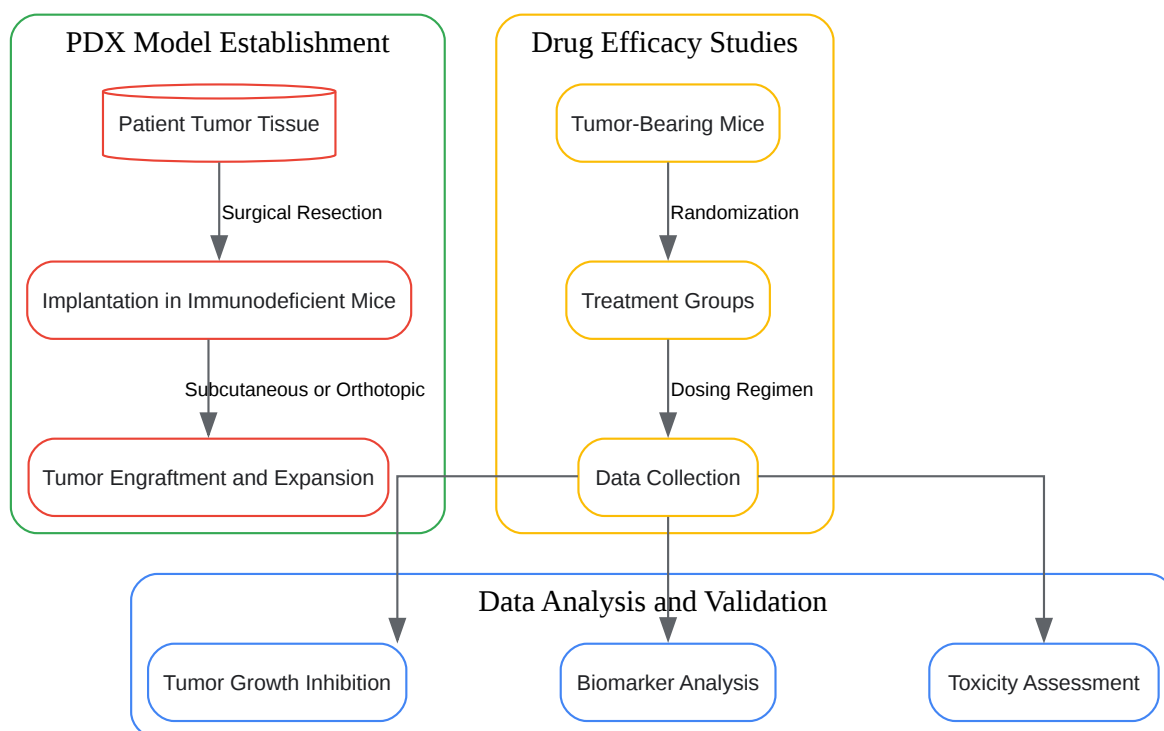 PDX Model Establishment
Patient Tumor Tissue
Surgical Resection
Implantation in Immunodeficient Mice
Subcutaneous or Orthotopic
Tumor Engraftment and Expansion
Drug Efficacy Studies
Tumor-Bearing Mice
Randomization
Treatment Groups
Dosing Regimen
Data Collection
Data Analysis and Validation
Tumor Growth Inhibition
Biomarker Analysis
Toxicity Assessment